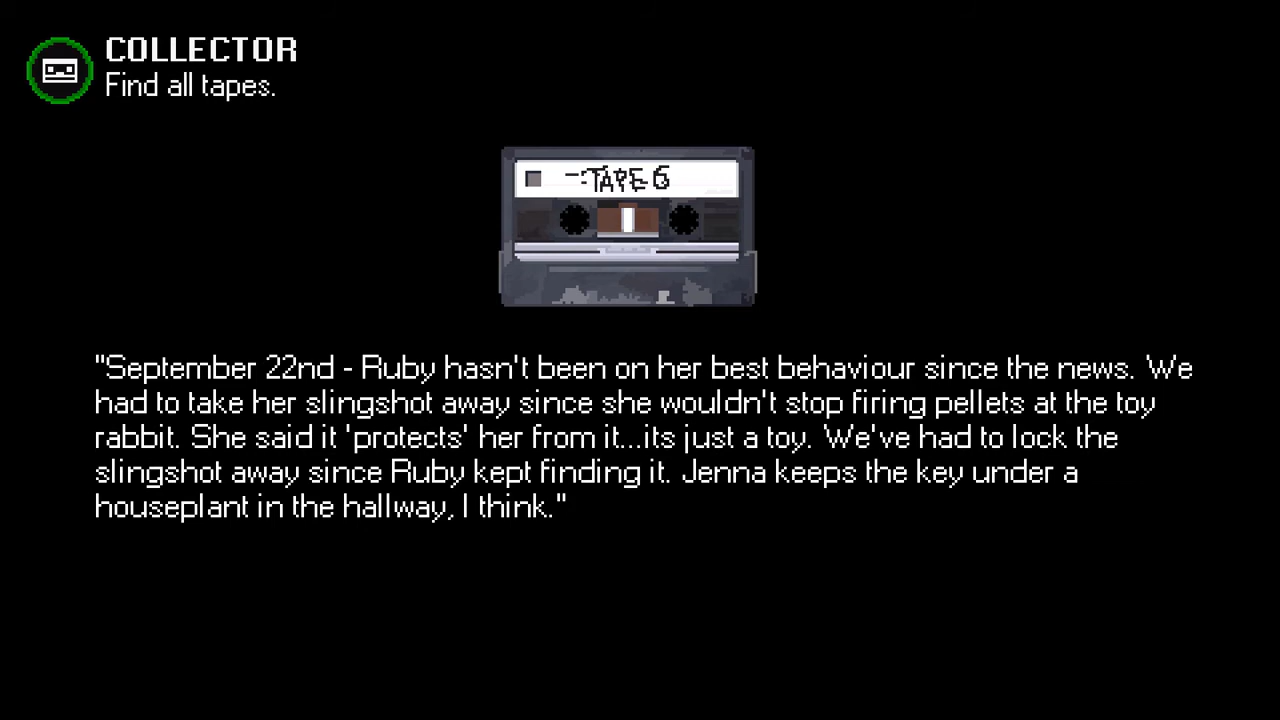 COLLECTOR
Find all tapes.
-:TAPE 6
"September 22nd - Ruby hasn't been on her best behaviour since the news. We
had to take her slingshot away since she wouldn't stop firing pellets at the toy
rabbit. She said it 'protects' her from it...its just a toy. We've had to lock the
slingshot away since Ruby kept finding it. Jenna keeps the key under a
houseplant in the hallway, I think."